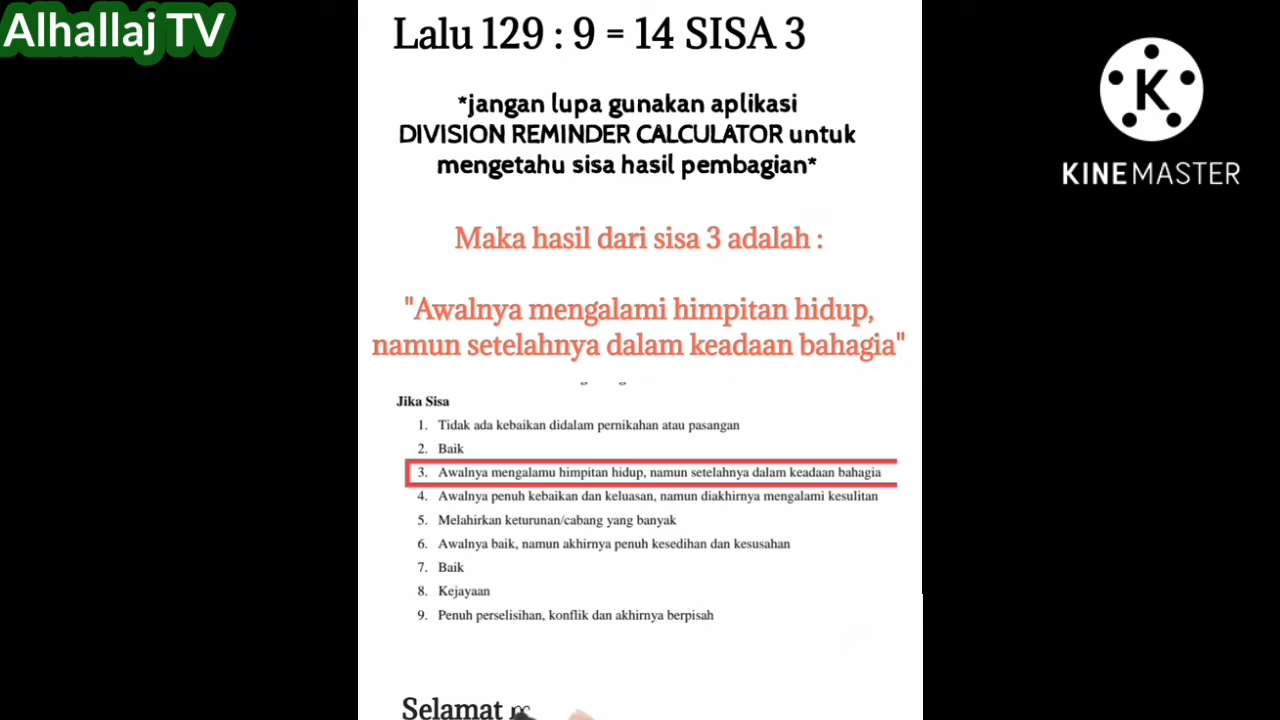 Alhallaj TV
Lalu 129 : 9 = 14 SISA 3
*jangan lupa gunakan aplikasi
DIVISION REMINDER CALCULATOR untuk
mengetahu sisa hasil pembagian*
K
KINEMASTER
Maka hasil dari sisa 3 adalah :
"Awalnya mengalami himpitan hidup,
namun setelahnya dalam keadaan bahagia"
Jika Sisa
1. Tidak ada kebaikan didalam pernikahan atau pasangan
2. Baik
3. Awalnya mengalamu himpitan hidup, namun setelahnya dalam keadaan bahagia
4. Awalnya penuh kebaikan dan keluasan, namun diakhirnya mengalami kesulitan
5. Melahirkan keturunan/cabang yang banyak
6. Awalnya baik, namun akhirnya penuh kesedihan dan kesusahan
7. Baik
8. Kejayaan
9. Penuh perselisihan, konflik dan akhirnya berpisah
Selamat